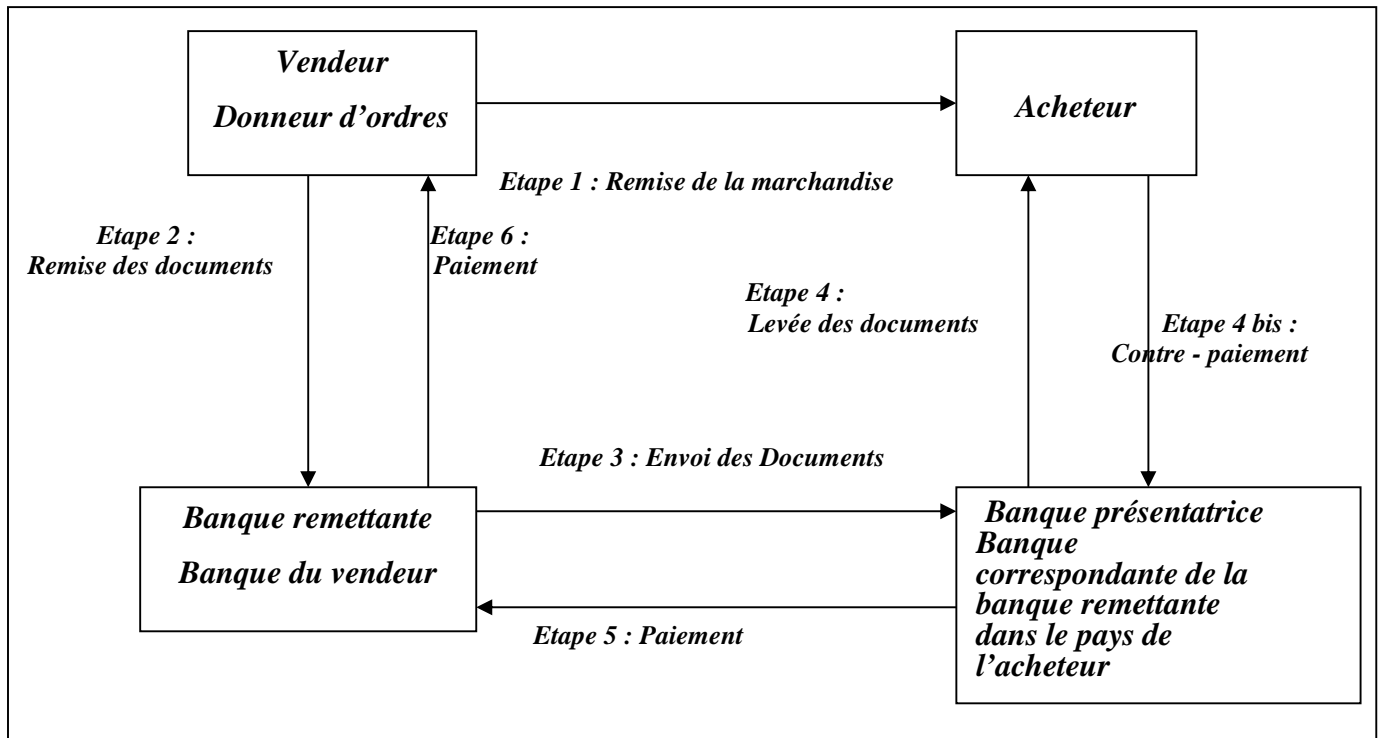 Vendeur
Donneur d'ordres
Acheteur
Etape 1 : Remise de la marchandise
Etape 2 :
Remise des documents
Etape 6 :
Paiement
Etape 4 :
Levée des documents
Etape 4 bis :
Contre - paiement
Etape 3 : Envoi des Documents
Banque remettante
Banque du vendeur
Banque présentatrice
Banque
correspondante de la
banque remettante
dans le pays de
l'acheteur
Etape 5 : Paiement